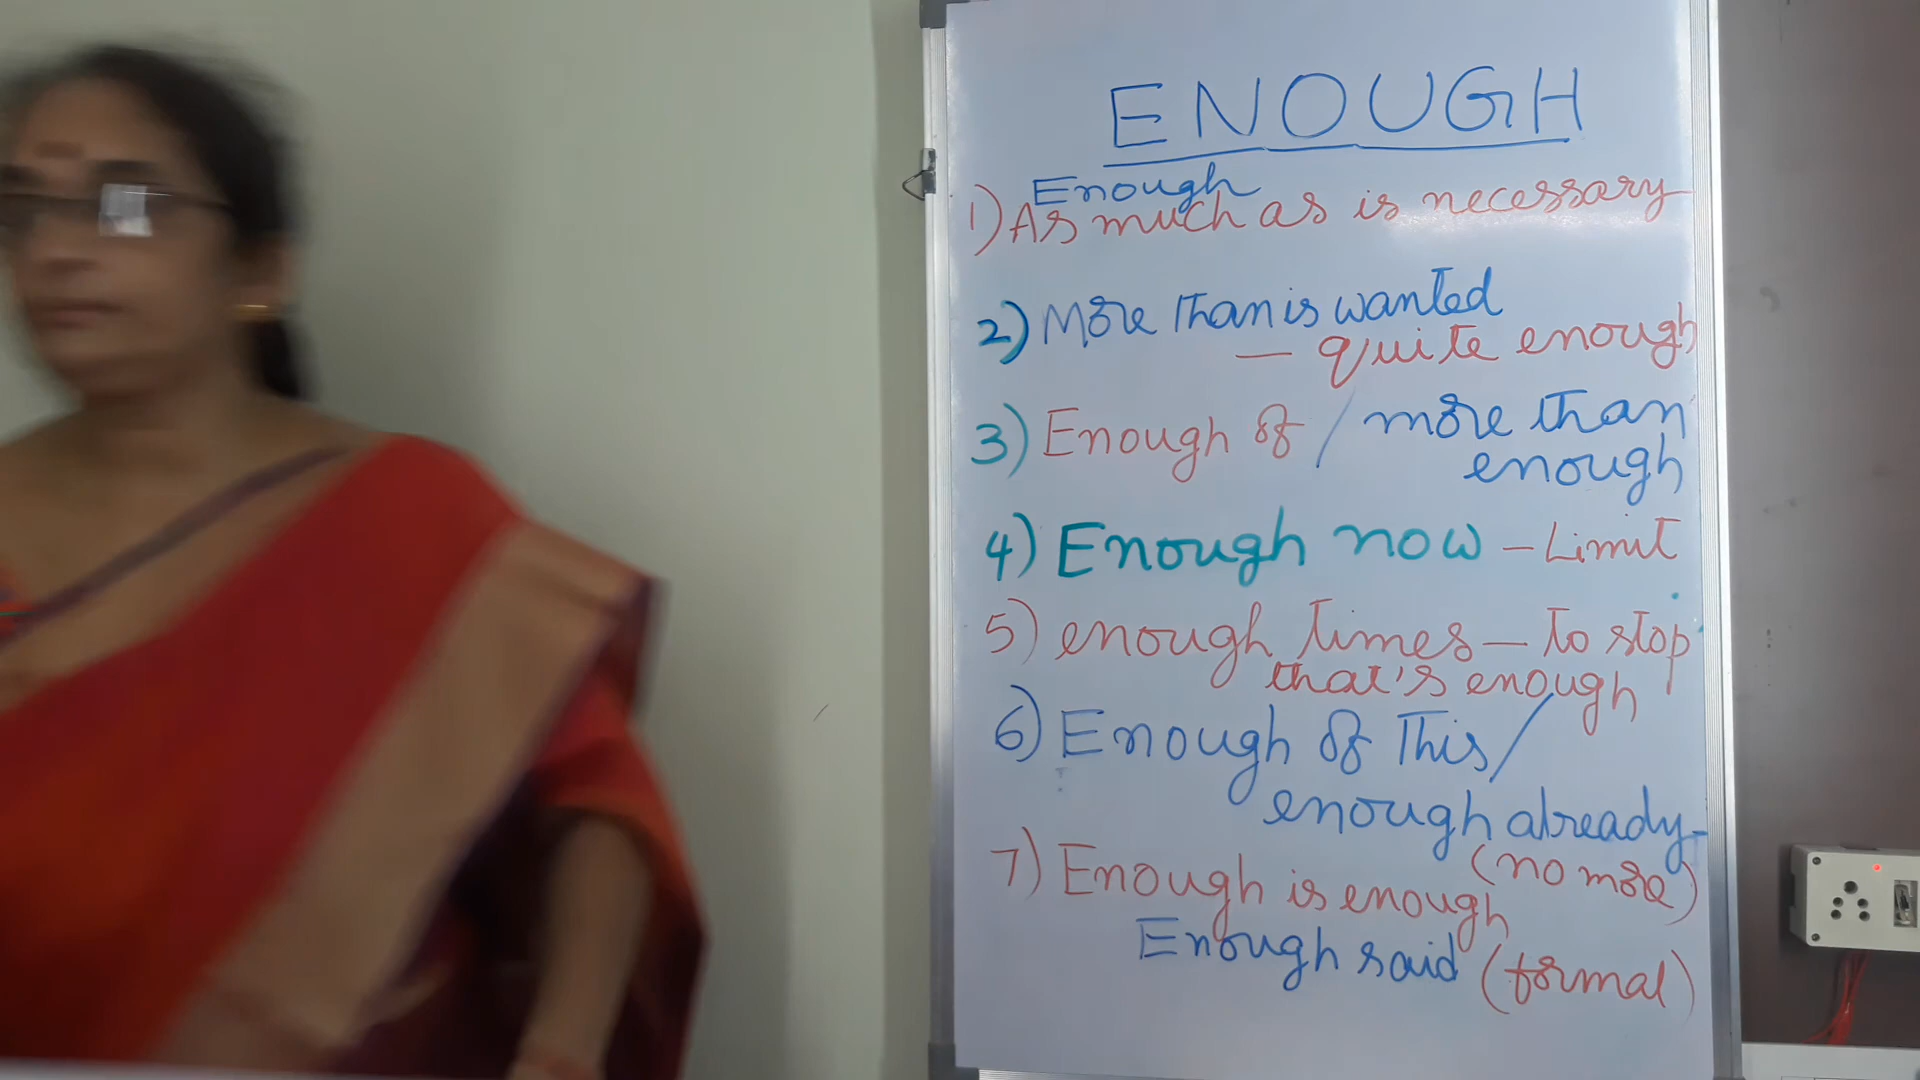 ENOUGH
Enough
1) As much as is necessary
2) More than is wanted
— quite enough
3) Enough of / more than
enough
4) Enough now – Limit
5) enough times — to stop
that's enough
6) Enough of this /
enough already
(no more)
7) Enough is enough
Enough said (formal)